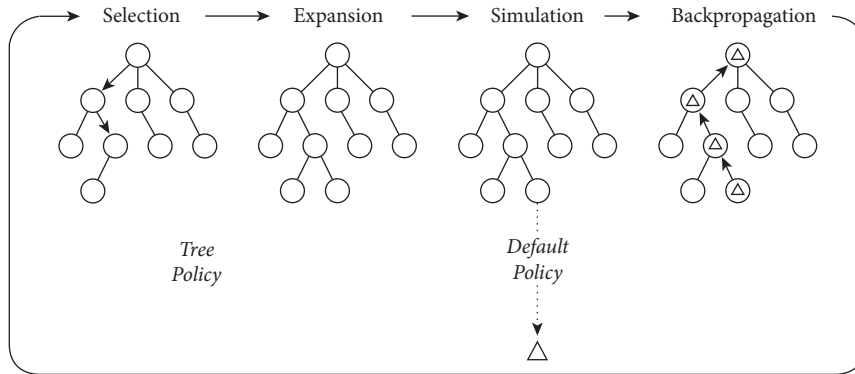 Selection
Expansion
Simulation
Backpropagation
Tree
Policy
Default
Policy